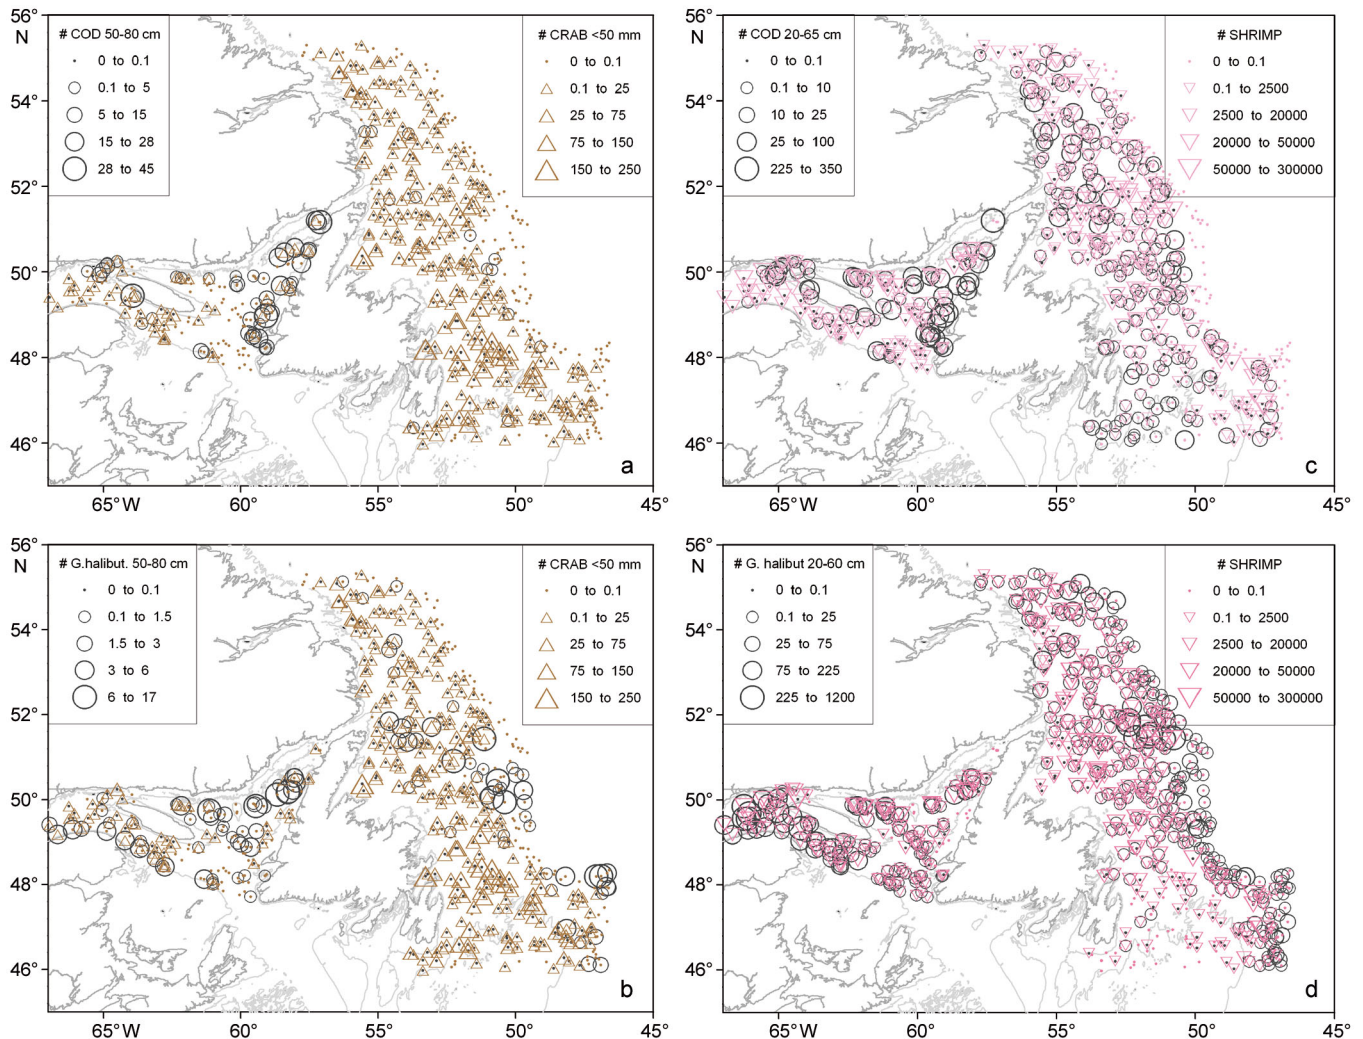 56°
N
54°
52°
50°
48°
46°
# COD 50-80 cm
0 to 0.1
0.1 to 5
5 to 15
15 to 28
28 to 45
# CRAB <50 mm
0 to 0.1
0.1 to 25
25 to 75
75 to 150
150 to 250
a
65°W
60°
55°
50°
45°
56°
N
54°
52°
50°
48°
46°
# COD 20-65 cm
0 to 0.1
0.1 to 10
10 to 25
25 to 100
225 to 350
# SHRIMP
0 to 0.1
0.1 to 2500
2500 to 20000
20000 to 50000
50000 to 300000
c
65°W
60°
55°
50°
45°
56°
N
54°
52°
50°
48°
46°
# G.halibut. 50-80 cm
0 to 0.1
0.1 to 1.5
1.5 to 3
3 to 6
6 to 17
# CRAB <50 mm
0 to 0.1
0.1 to 25
25 to 75
75 to 150
150 to 250
b
65°W
60°
55°
50°
45°
56°
N
54°
52°
50°
48°
46°
# G. halibut 20-60 cm
0 to 0.1
0.1 to 25
25 to 75
75 to 225
225 to 1200
# SHRIMP
0 to 0.1
0.1 to 2500
2500 to 20000
20000 to 50000
50000 to 300000
d
65°W
60°
55°
50°
45°